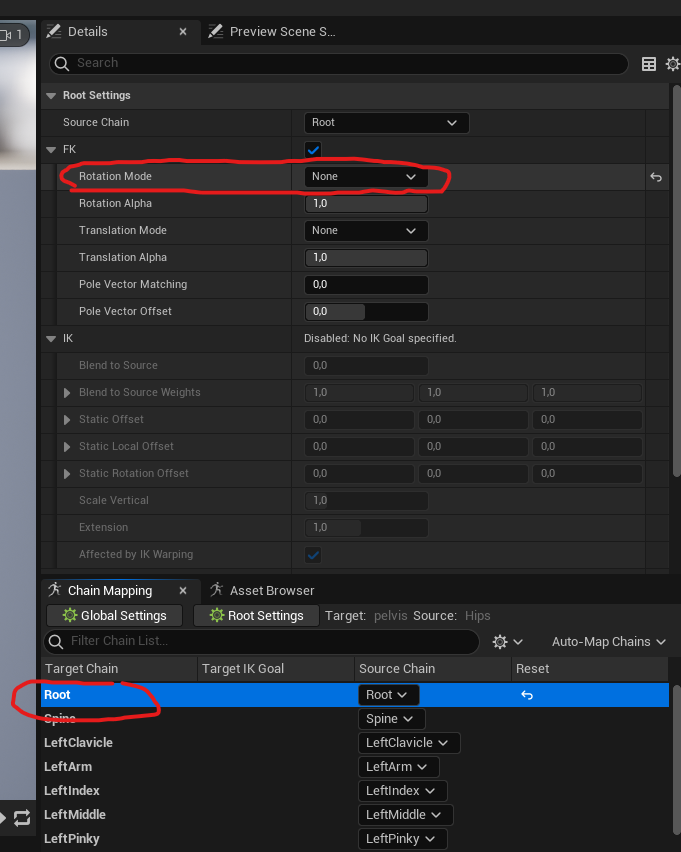 1
Details × Preview Scene S...
Search
Root Settings
Source Chain Root
FK
Rotation Mode None
Rotation Alpha 1,0
Translation Mode None
Translation Alpha 1,0
Pole Vector Matching 0,0
Pole Vector Offset 0,0
IK Disabled: No IK Goal specified.
Blend to Source 0,0
Blend to Source Weights 1,0 1,0 1,0
Static Offset 0,0 0,0 0,0
Static Local Offset 0,0 0,0 0,0
Static Rotation Offset 0,0 0,0 0,0
Scale Vertical 1,0
Extension 1,0
Affected by IK Warping
Chain Mapping × Asset Browser
Global Settings Root Settings Target: pelvis Source: Hips
Filter Chain List... Auto-Map Chains
Target Chain Target IK Goal Source Chain Reset
Root Root
Spine Spine
LeftClavicle LeftClavicle
LeftArm LeftArm
LeftIndex LeftIndex
LeftMiddle LeftMiddle
LeftPinky LeftPinky